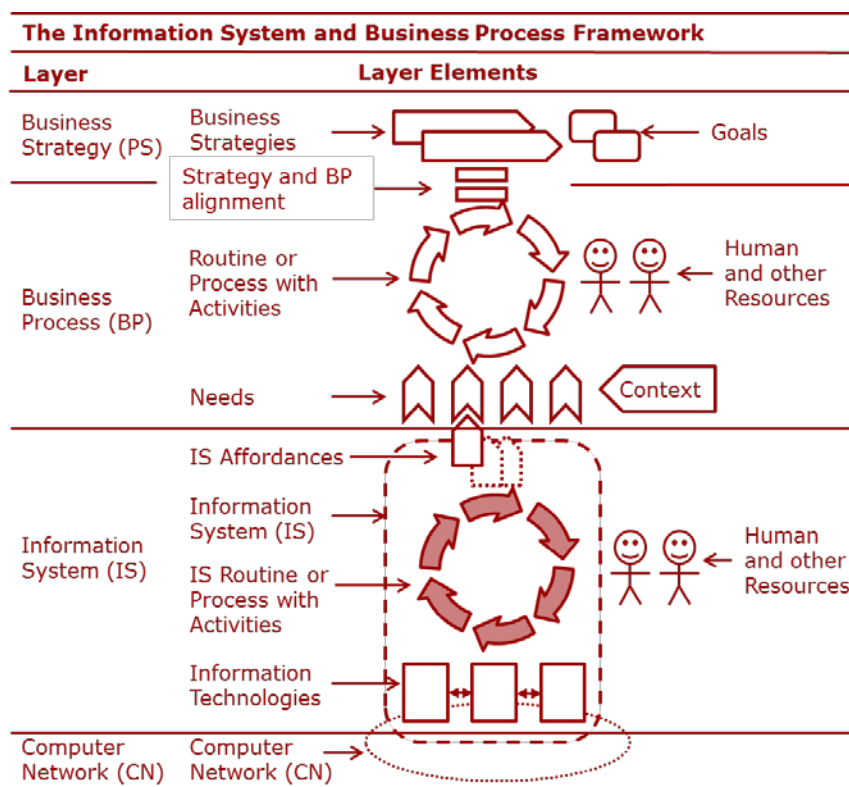 The Information System and Business Process Framework
Layer
Layer Elements
Business
Strategy (PS)
Business
Strategies
Goals
Strategy and BP
alignment
Business
Process (BP)
Routine or
Process with
Activities
Human
and other
Resources
Needs
Context
Information
System (IS)
IS Affordances
Information
System (IS)
IS Routine or
Process with
Activities
Human
and other
Resources
Information
Technologies
Computer
Network (CN)
Computer
Network (CN)